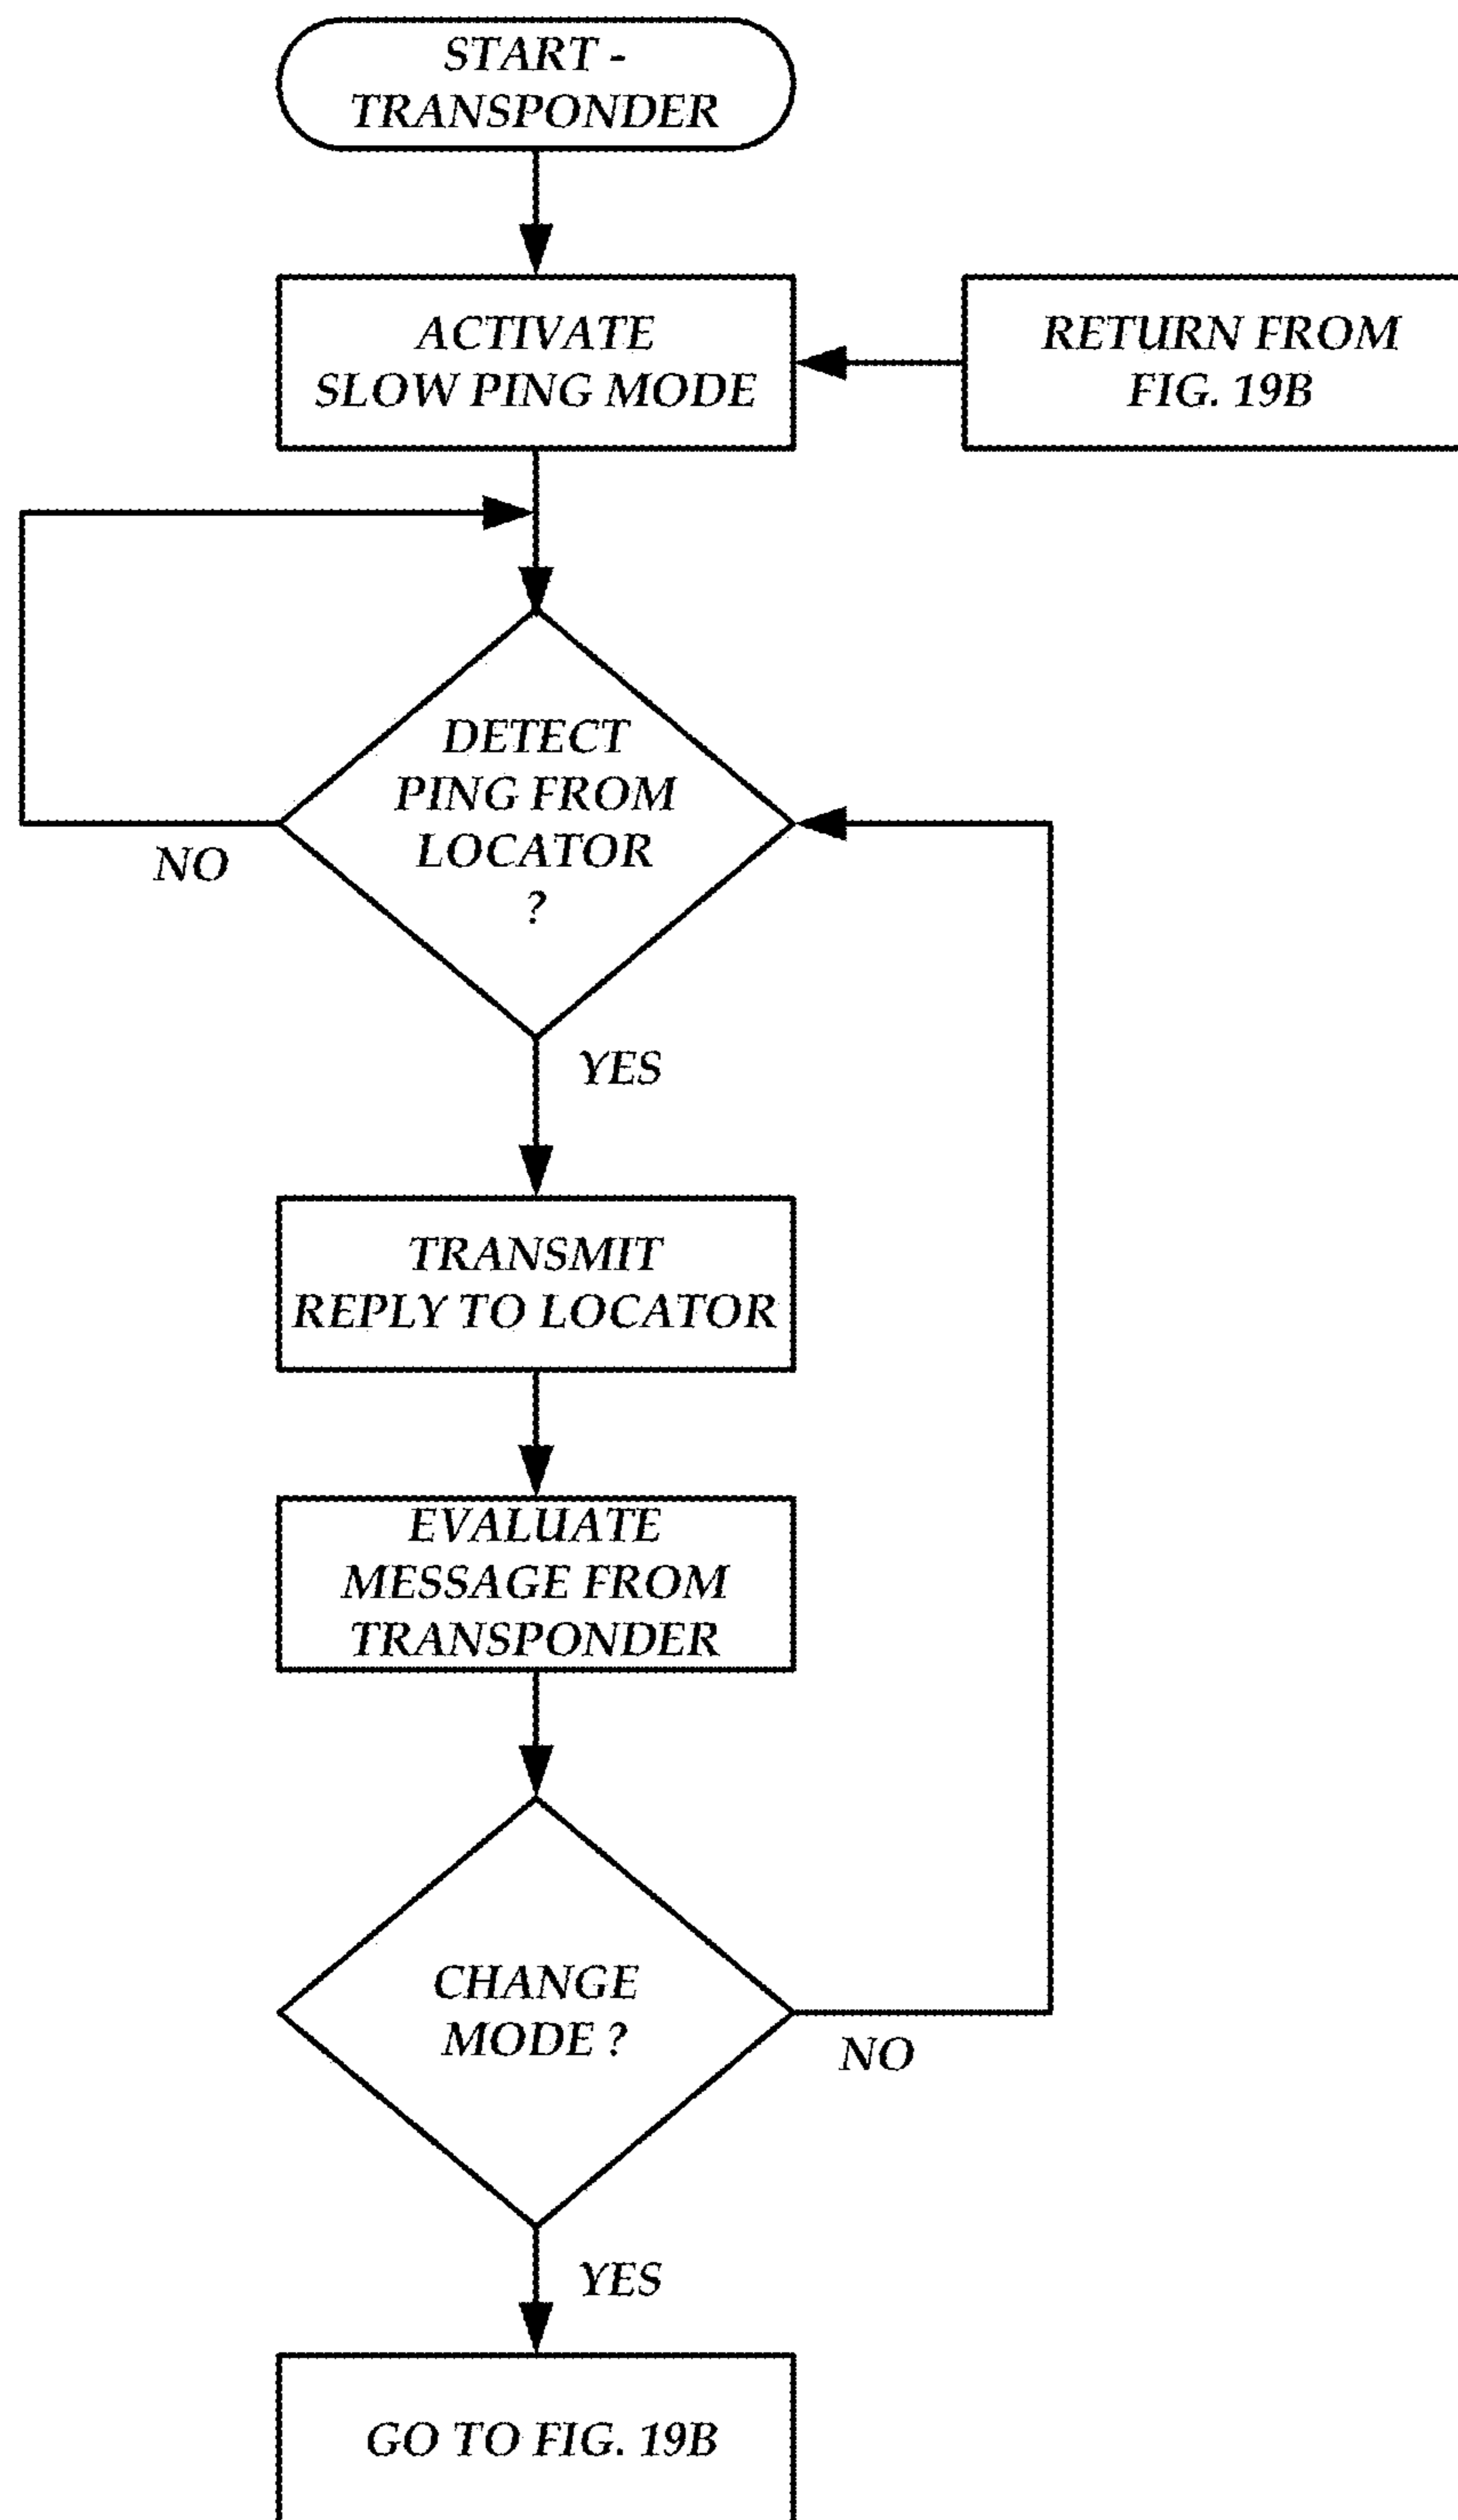 START -
TRANSPONDER
ACTIVATE
SLOW PING MODE
RETURN FROM
FIG. 19B
DETECT
PING FROM
LOCATOR
?
NO
YES
TRANSMIT
REPLY TO LOCATOR
EVALUATE
MESSAGE FROM
TRANSPONDER
CHANGE
MODE ?
NO
YES
GO TO FIG. 19B